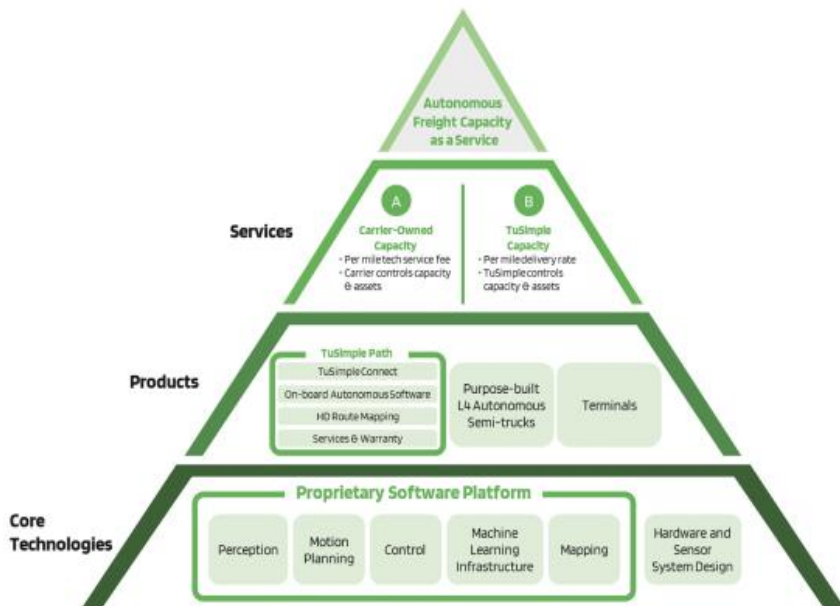 Autonomous
Freight Capacity
as a Service
Services
A
Carrier-Owned
Capacity
• Per mile tech service fee
• Carrier controls capacity
& assets
B
TuSimple
Capacity
• Per mile delivery rate
• TuSimple controls
capacity & assets
Products
TuSimple Path
TuSimple Connect
On-board Autonomous Software
HD Route Mapping
Services & Warranty
Purpose-built
L4 Autonomous
Semi-trucks
Terminals
Core
Technologies
Proprietary Software Platform
Perception
Motion
Planning
Control
Machine
Learning
Infrastructure
Mapping
Hardware and
Sensor
System Design